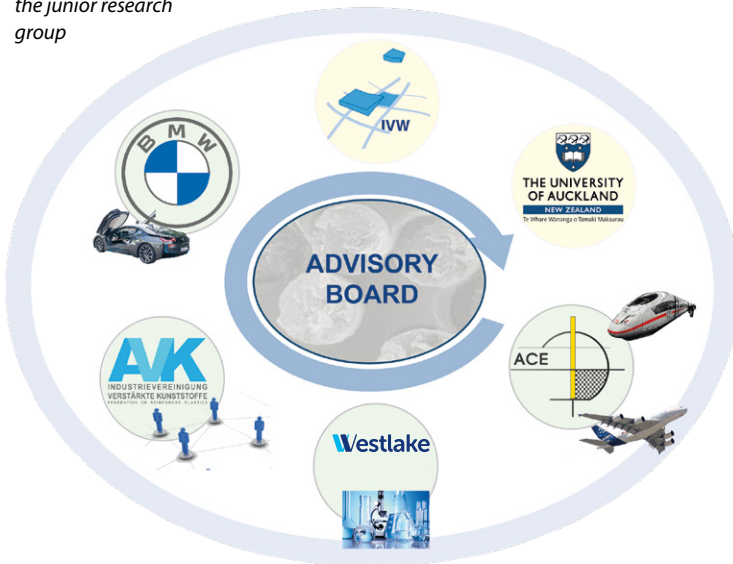 the junior research
group
IVW
BMW
THE UNIVERSITY
OF AUCKLAND
NEW ZEALAND
Te Whare Wānanga o Tāmaki Makaurau
ADVISORY
BOARD
ACE
AVK
INDUSTRIEVEREINIGUNG
VERSTÄRKTE KUNSTSTOFFE
FEDERATION OF REINFORCED PLASTICS
Westlake